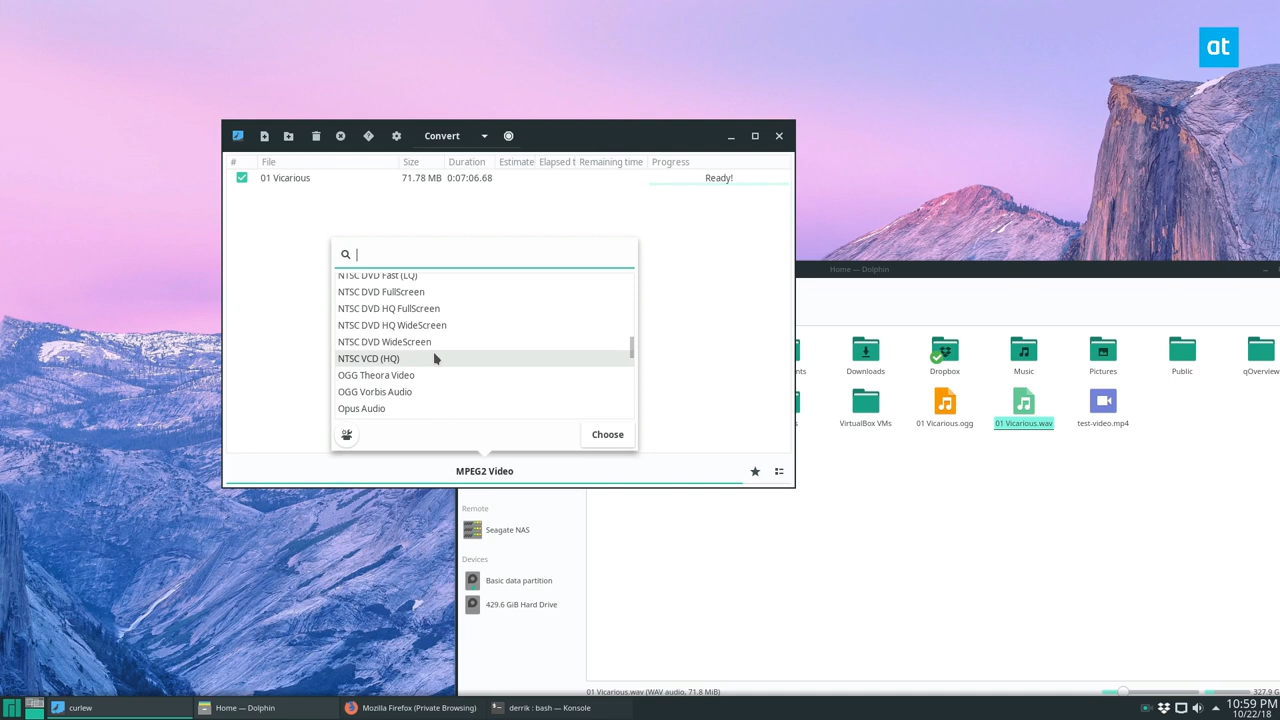 at
Convert
# File Size Duration Estimate Elapsed t Remaining time Progress
01 Vicarious 71.78 MB 0:07:06.68 Ready!
NTSC DVD Fast (LQ)
NTSC DVD FullScreen
NTSC DVD HQ FullScreen
NTSC DVD HQ WideScreen
NTSC DVD WideScreen
NTSC VCD (HQ)
OGG Theora Video
OGG Vorbis Audio
Opus Audio
Choose
MPEG2 Video
Home — Dolphin
nts Downloads Dropbox Music Pictures Public qOverview
s VirtualBox VMs 01 Vicarious.ogg 01 Vicarious.wav test-video.mp4
Remote
Seagate NAS
Devices
Basic data partition
429.6 GiB Hard Drive
01 Vicarious.wav (WAV audio, 71.8 MiB) 327.9 G
curlew Home — Dolphin Mozilla Firefox (Private Browsing) derrik : bash — Konsole
10:59 PM
10/22/18